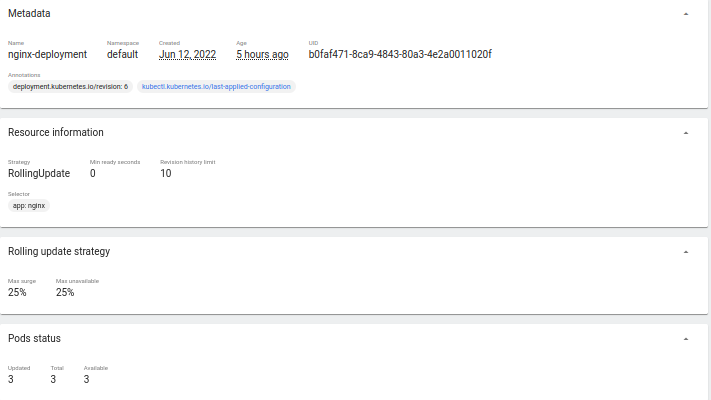 Metadata
Name Namespace Created Age UID
nginx-deployment default Jun 12, 2022 5 hours ago b0faf471-8ca9-4843-80a3-4e2a0011020f
Annotations
deployment.kubernetes.io/revision: 6 kubectl.kubernetes.io/last-applied-configuration
Resource information
Strategy Min ready seconds Revision history limit
RollingUpdate 0 10
Selector
app: nginx
Rolling update strategy
Max surge Max unavailable
25% 25%
Pods status
Updated Total Available
3 3 3